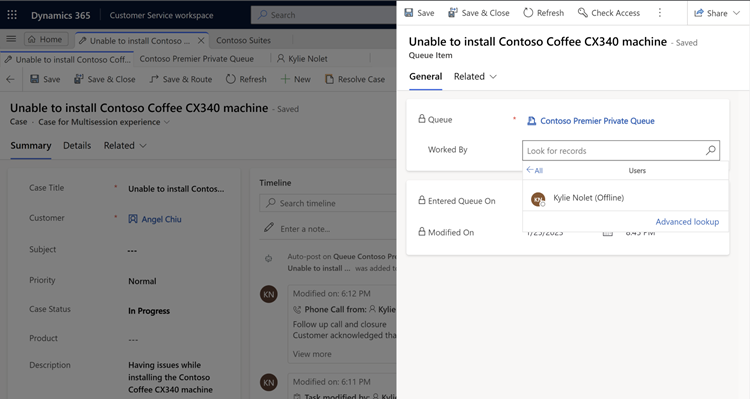 Dynamics 365
Customer Service workspace
Search
Home
Unable to install Contoso ...
Contoso Suites
Unable to install Contoso Coff...
Contoso Premier Private Queue
Kylie Nolet
Save
Save & Route
Refresh
New
Resolve Case
Unable to install Contoso Coffee CX340 machine - Saved
Case · Case for Multisession experience
Summary
Details
Related
Case Title
*
Unable to install Contos...
Customer
*
Angel Chiu
Subject
---
Priority
Normal
Case Status
In Progress
Product
---
Description
Having issues while
installing the Contoso
Coffee CX340 machine
Timeline
Search timeline
Enter a note...
Auto-post on Queue Contoso Pre
Unable to install ... was added t
KN
Modified on: 6:12 PM
Phone Call from: Kylie
Follow up call and closure
Customer acknowledged tha
View more
KN
Modified on: 6:11 PM
Task modified by: Ky
Save
Save & Close
Refresh
Check Access
Share
Unable to install Contoso Coffee CX340 machine - Saved
Queue Item
General
Related
Queue
*
Contoso Premier Private Queue
Worked By
Look for records
All
Users
KN
Kylie Nolet (Offline)
Advanced lookup
Entered Queue On
Modified On
1/25/2023
8:43 PM